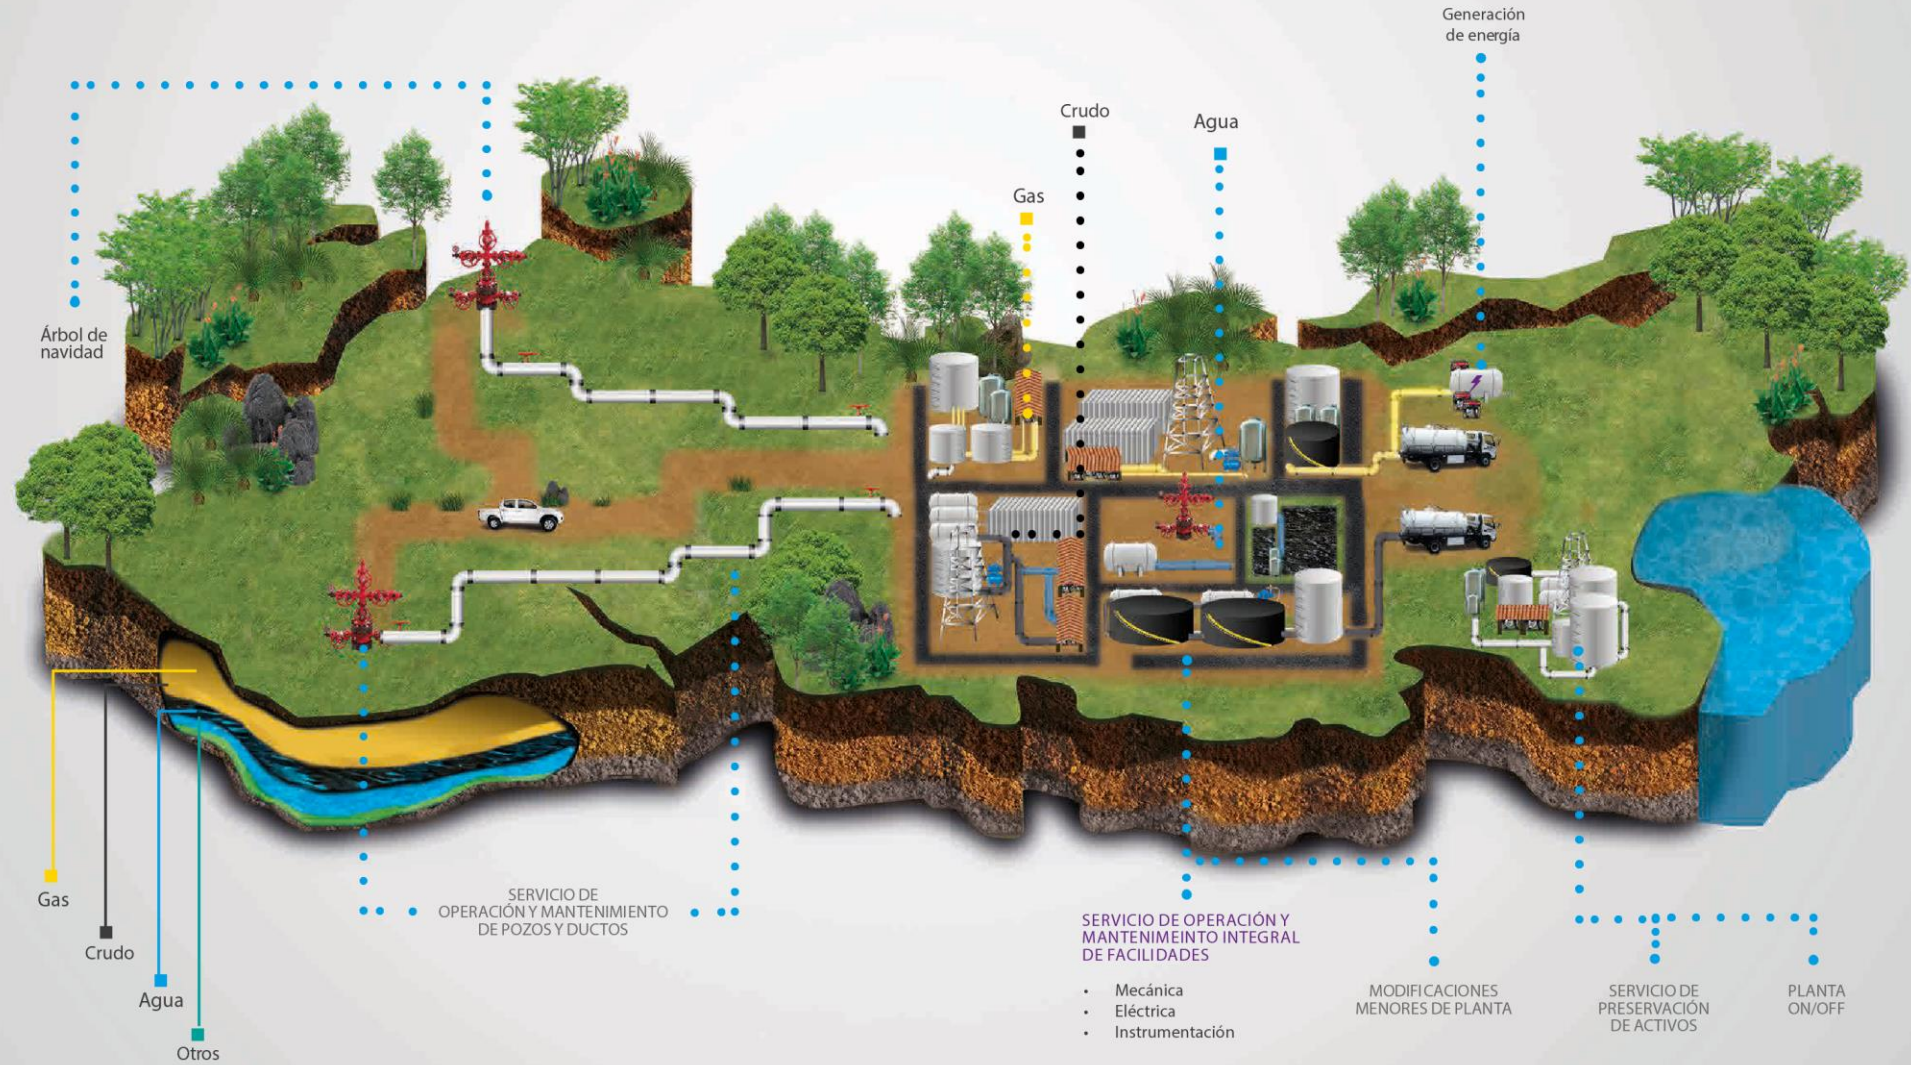 Generación
de energía
Crudo
Agua
Gas
Árbol de
navidad
Gas
Crudo
Agua
Otros
SERVICIO DE
OPERACIÓN Y MANTENIMIENTO
DE POZOS Y DUCTOS
SERVICIO DE OPERACIÓN Y
MANTENIMEINTO INTEGRAL
DE FACILIDADES
• Mecánica
• Eléctrica
• Instrumentación
MODIFICACIONES
MENORES DE PLANTA
SERVICIO DE
PRESERVACIÓN
DE ACTIVOS
PLANTA
ON/OFF